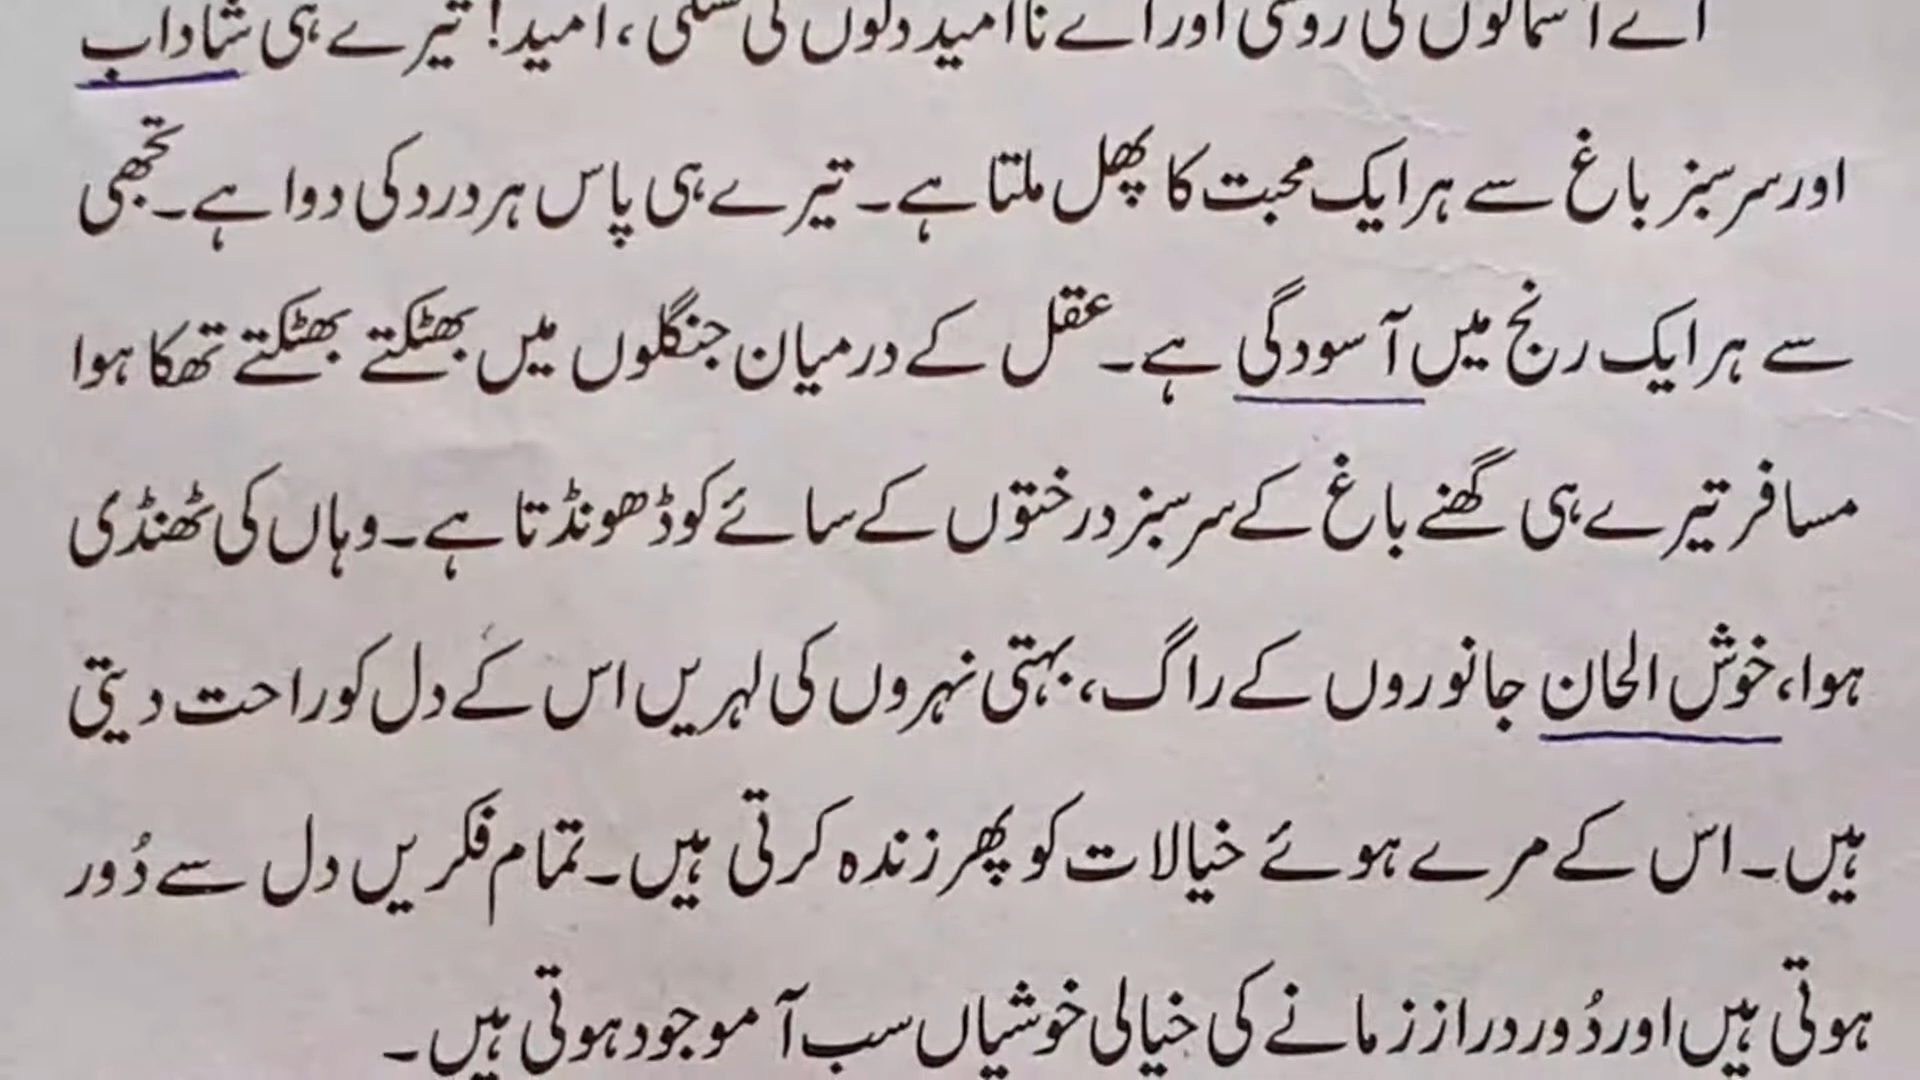 اے آسمانوں کی روشنی اور اے ناامید دلوں کی تسلی، امید! تیرے ہی شاداب
اور سرسبز باغ سے ہر ایک محبت کا پھل ملتا ہے۔ تیرے ہی پاس ہر درد کی دوا ہے۔ تجھی
سے ہر ایک رنج میں آسودگی ہے۔ عقل کے درمیان جنگلوں میں بھٹکتے بھٹکتے تھکا ہوا
مسافر تیرے ہی گھنے باغ کے سرسبز درختوں کے سائے کو ڈھونڈتا ہے۔ وہاں کی ٹھنڈی
ہوا، خوش الحان جانوروں کے راگ، بہتی نہروں کی لہریں اس کے دل کو راحت دیتی
ہیں۔ اس کے مرے ہوئے خیالات کو پھر زندہ کرتی ہیں۔ تمام فکریں دل سے دُور
ہوتی ہیں اور دُور دراز زمانے کی خیالی خوشیاں سب آ موجود ہوتی ہیں۔